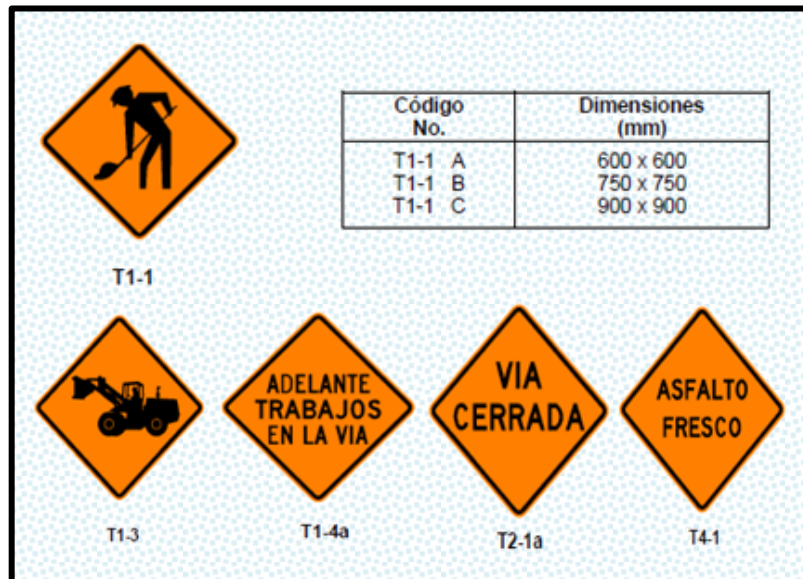 Código
No.
Dimensiones
(mm)
T1-1 A
600 x 600
T1-1 B
750 x 750
T1-1 C
900 x 900
T1-1
ADELANTE
TRABAJOS
EN LA VIA
VIA
CERRADA
ASFALTO
FRESCO
T1-3
T1-4a
T2-1a
T4-1